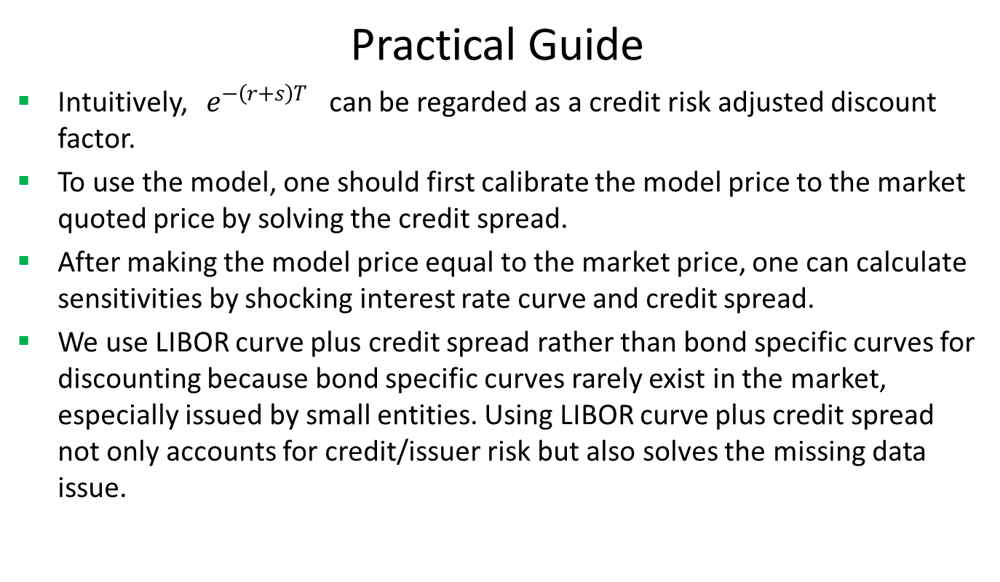 Practical Guide
▪ Intuitively, $e^{-(r+s)T}$ can be regarded as a credit risk adjusted discount
factor.
▪ To use the model, one should first calibrate the model price to the market
quoted price by solving the credit spread.
▪ After making the model price equal to the market price, one can calculate
sensitivities by shocking interest rate curve and credit spread.
▪ We use LIBOR curve plus credit spread rather than bond specific curves for
discounting because bond specific curves rarely exist in the market,
especially issued by small entities. Using LIBOR curve plus credit spread
not only accounts for credit/issuer risk but also solves the missing data
issue.